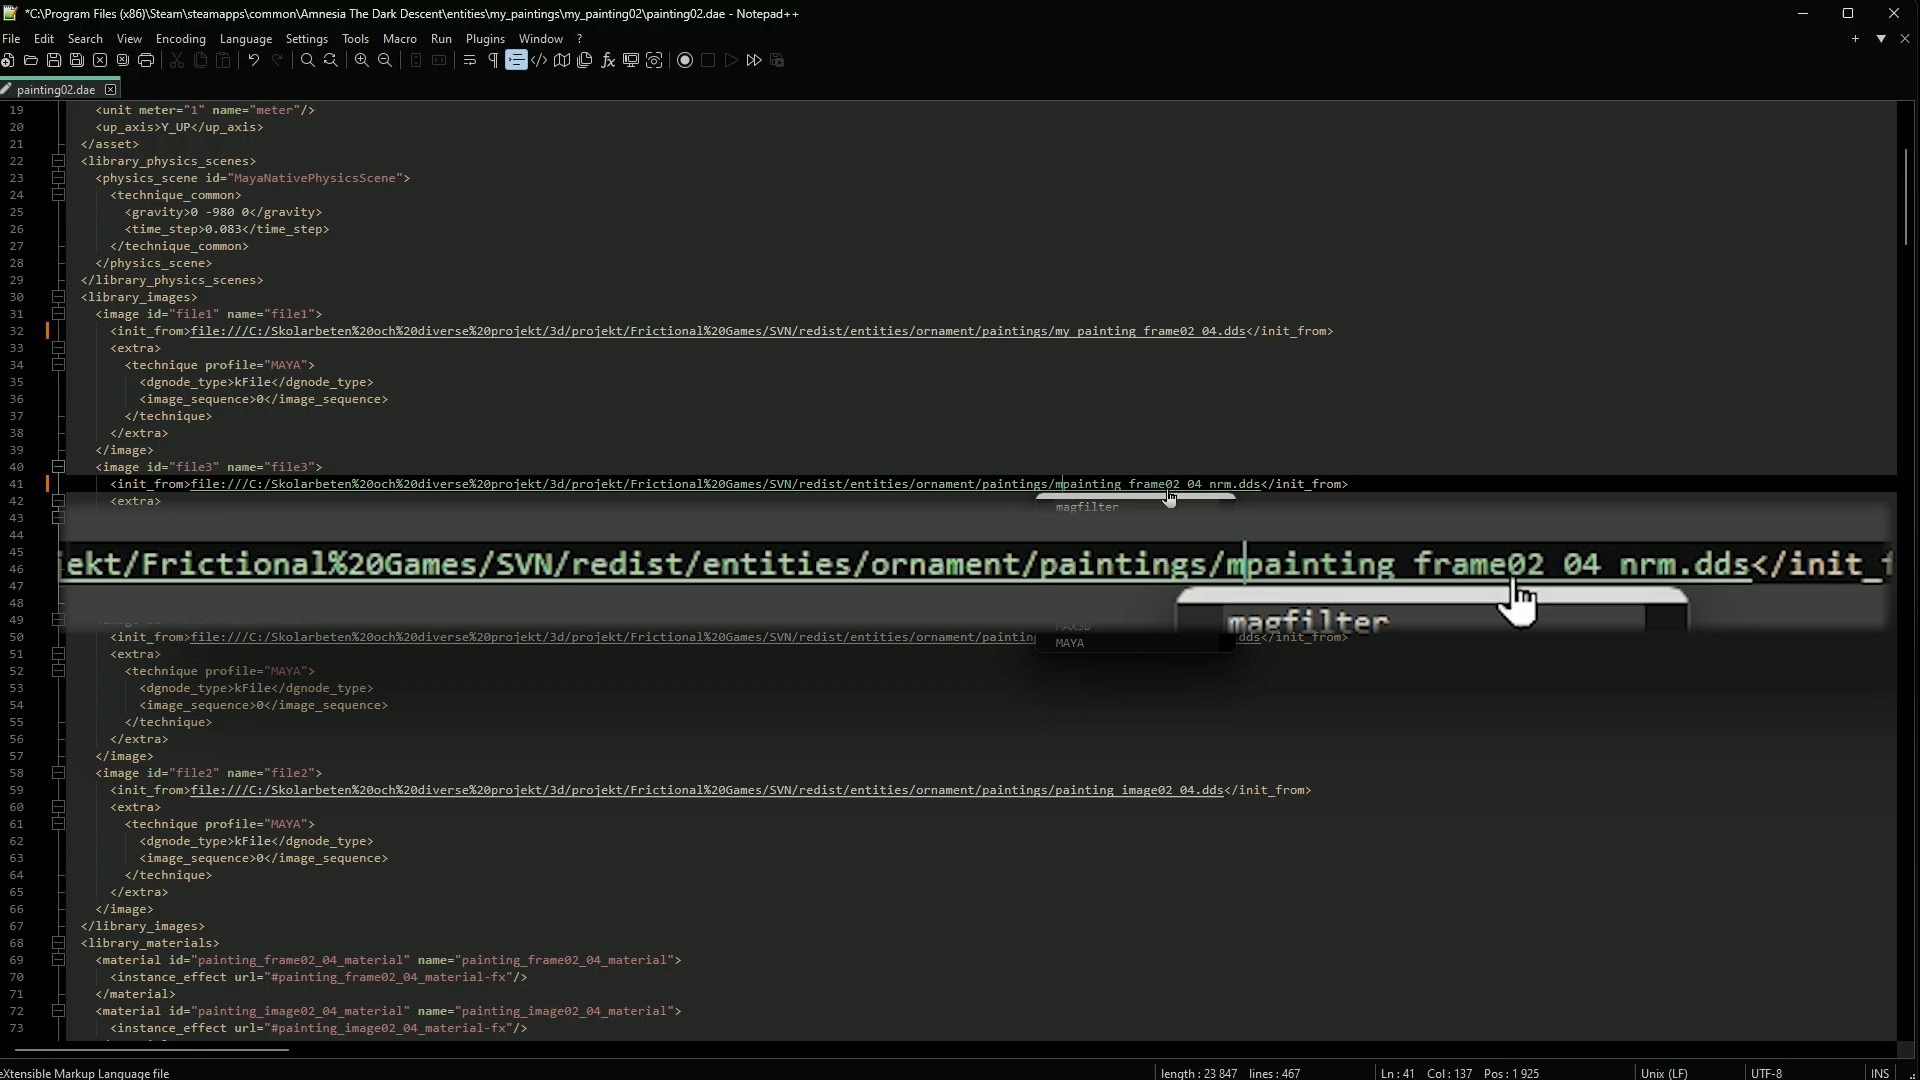 *C:\Program Files (x86)\Steam\steamapps\common\Amnesia The Dark Descent\entities\my_paintings\my_painting02\painting02.dae - Notepad++
File Edit Search View Encoding Language Settings Tools Macro Run Plugins Window ?
painting02.dae
19 <unit meter="1" name="meter"/>
20 <up_axis>Y_UP</up_axis>
21 </asset>
22 <library_physics_scenes>
23 <physics_scene id="MayaNativePhysicsScene">
24 <technique_common>
25 <gravity>0 -980 0</gravity>
26 <time_step>0.083</time_step>
27 </technique_common>
28 </physics_scene>
29 </library_physics_scenes>
30 <library_images>
31 <image id="file1" name="file1">
32 <init_from>file:///C:/Skolarbeten%20och%20diverse%20projekt/3d/projekt/Frictional%20Games/SVN/redist/entities/ornament/paintings/my_painting_frame02_04.dds</init_from>
33 <extra>
34 <technique profile="MAYA">
35 <dgnode_type>kFile</dgnode_type>
36 <image_sequence>0</image_sequence>
37 </technique>
38 </extra>
39 </image>
40 <image id="file3" name="file3">
41 <init_from>file:///C:/Skolarbeten%20och%20diverse%20projekt/3d/projekt/Frictional%20Games/SVN/redist/entities/ornament/paintings/mpainting_frame02_04_nrm.dds</init_from>
42 <extra>
magfilter
43
44
45
46 jekt/Frictional%20Games/SVN/redist/entities/ornament/paintings/mpainting_frame02_04_nrm.dds</init_f
47
48
magfilter
49
50 <init_from>file:///C:/Skolarbeten%20och%20diverse%20projekt/3d/projekt/Frictional%20Games/SVN/redist/entities/ornament/painting dds</init_from>
MAYA
51 <extra>
52 <technique profile="MAYA">
53 <dgnode_type>kFile</dgnode_type>
54 <image_sequence>0</image_sequence>
55 </technique>
56 </extra>
57 </image>
58 <image id="file2" name="file2">
59 <init_from>file:///C:/Skolarbeten%20och%20diverse%20projekt/3d/projekt/Frictional%20Games/SVN/redist/entities/ornament/paintings/painting_image02_04.dds</init_from>
60 <extra>
61 <technique profile="MAYA">
62 <dgnode_type>kFile</dgnode_type>
63 <image_sequence>0</image_sequence>
64 </technique>
65 </extra>
66 </image>
67 </library_images>
68 <library_materials>
69 <material id="painting_frame02_04_material" name="painting_frame02_04_material">
70 <instance_effect url="#painting_frame02_04_material-fx"/>
71 </material>
72 <material id="painting_image02_04_material" name="painting_image02_04_material">
73 <instance_effect url="#painting_image02_04_material-fx"/>
eXtensible Markup Language file length : 23 847 lines : 467 Ln : 41 Col : 137 Pos : 1 925 Unix (LF) UTF-8 INS